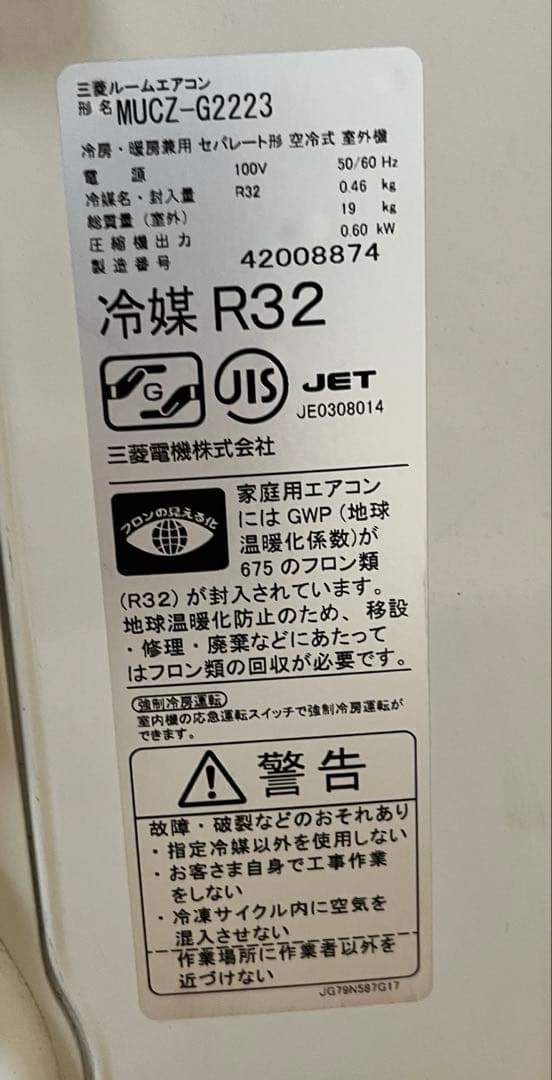 三菱ルームエアコン
形名 MUCZ-G2223
冷房・暖房兼用 セパレート形 空冷式 室外機
電源 100V 50/60 Hz
冷媒名・封入量 R32 0.46 kg
総質量(室外) 19 kg
圧縮機出力 0.60 kW
製造番号 42008874
冷媒 R32
G
JIS
JET
JE0308014
三菱電機株式会社
フロンの見える化
家庭用エアコン
には GWP (地球
温暖化係数)が
675 のフロン類
(R32) が封入されています。
地球温暖化防止のため、移設
・修理・廃棄などにあたって
はフロン類の回収が必要です。
強制冷房運転
室内機の応急運転スイッチで強制冷房運転が
できます。
警告
故障・破裂などのおそれあり
・指定冷媒以外を使用しない
・お客さま自身で工事作業
をしない
・冷凍サイクル内に空気を
混入させない
作業場所に作業者以外を
近づけない
JG79N587G17